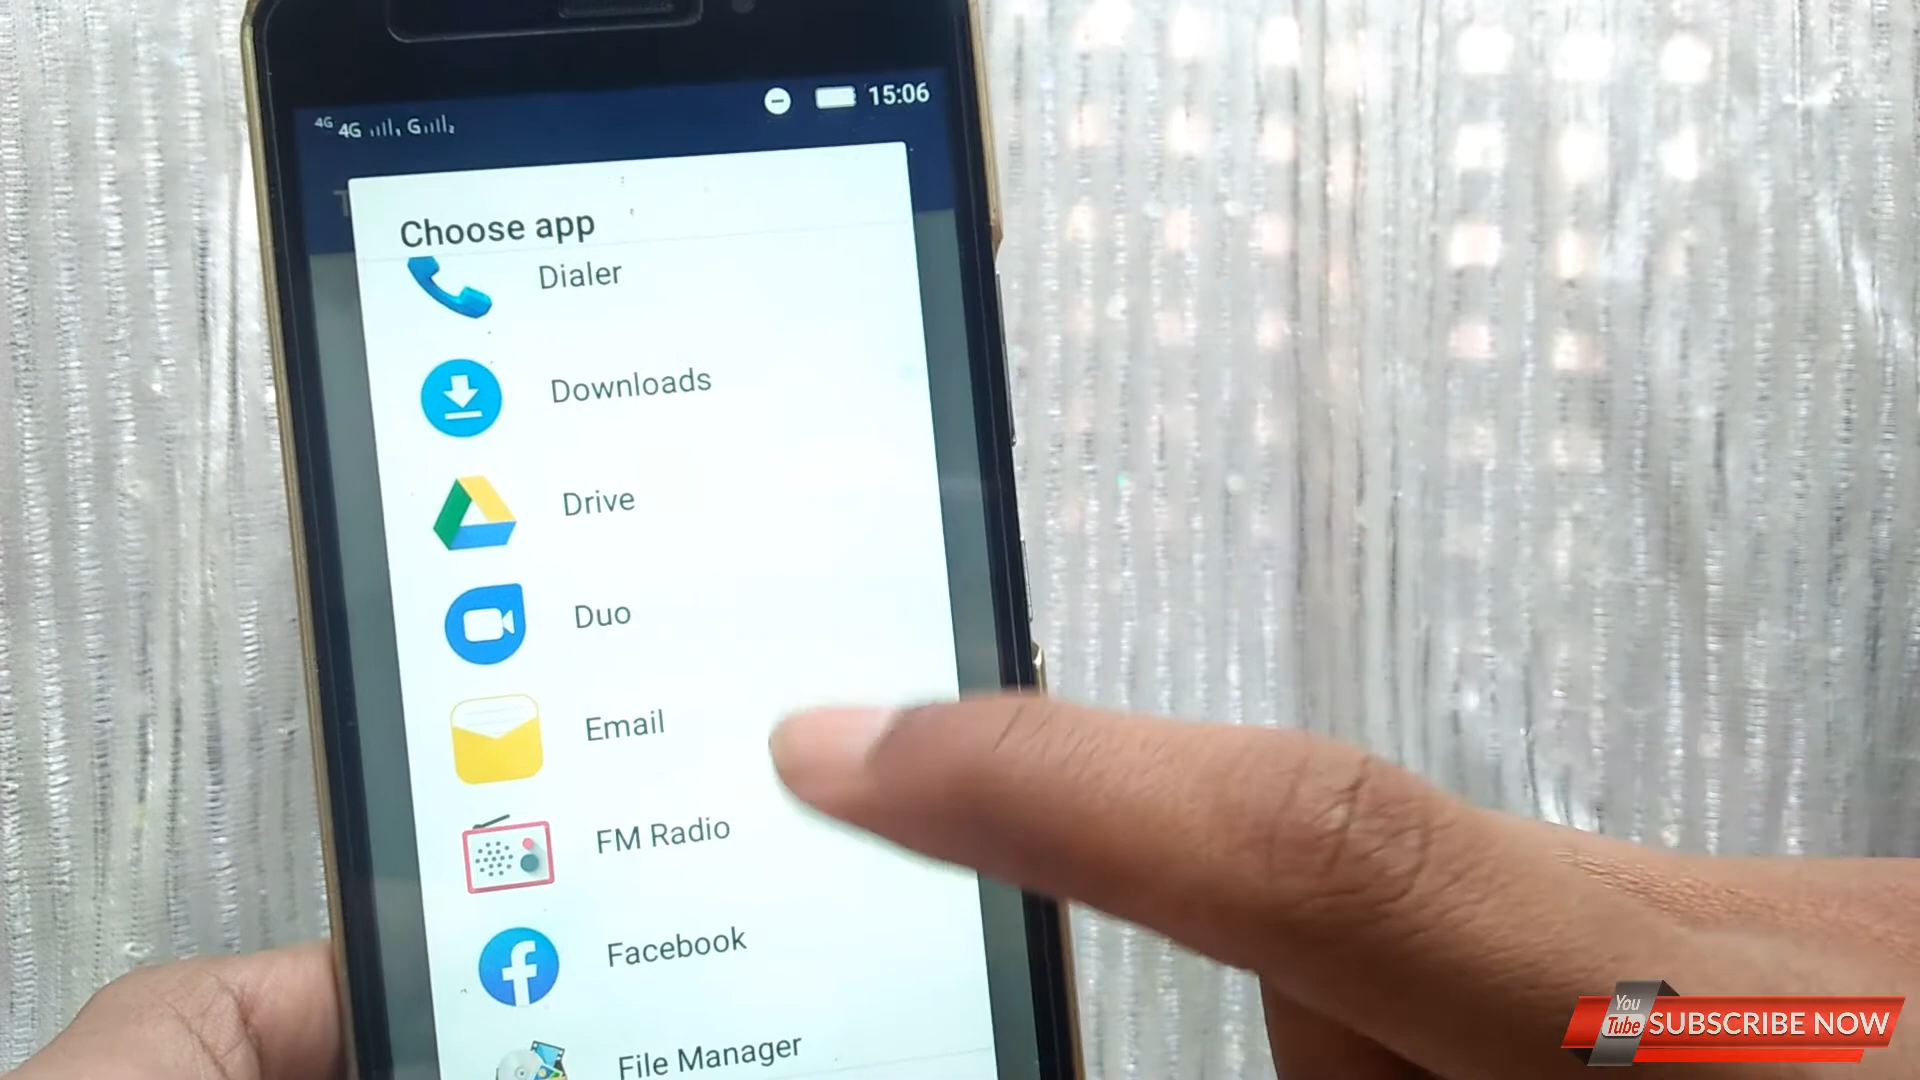 4G 4G G 15:06
T
Choose app
Dialer
Downloads
Drive
Duo
Email
FM Radio
Facebook
File Manager
You
Tube SUBSCRIBE NOW